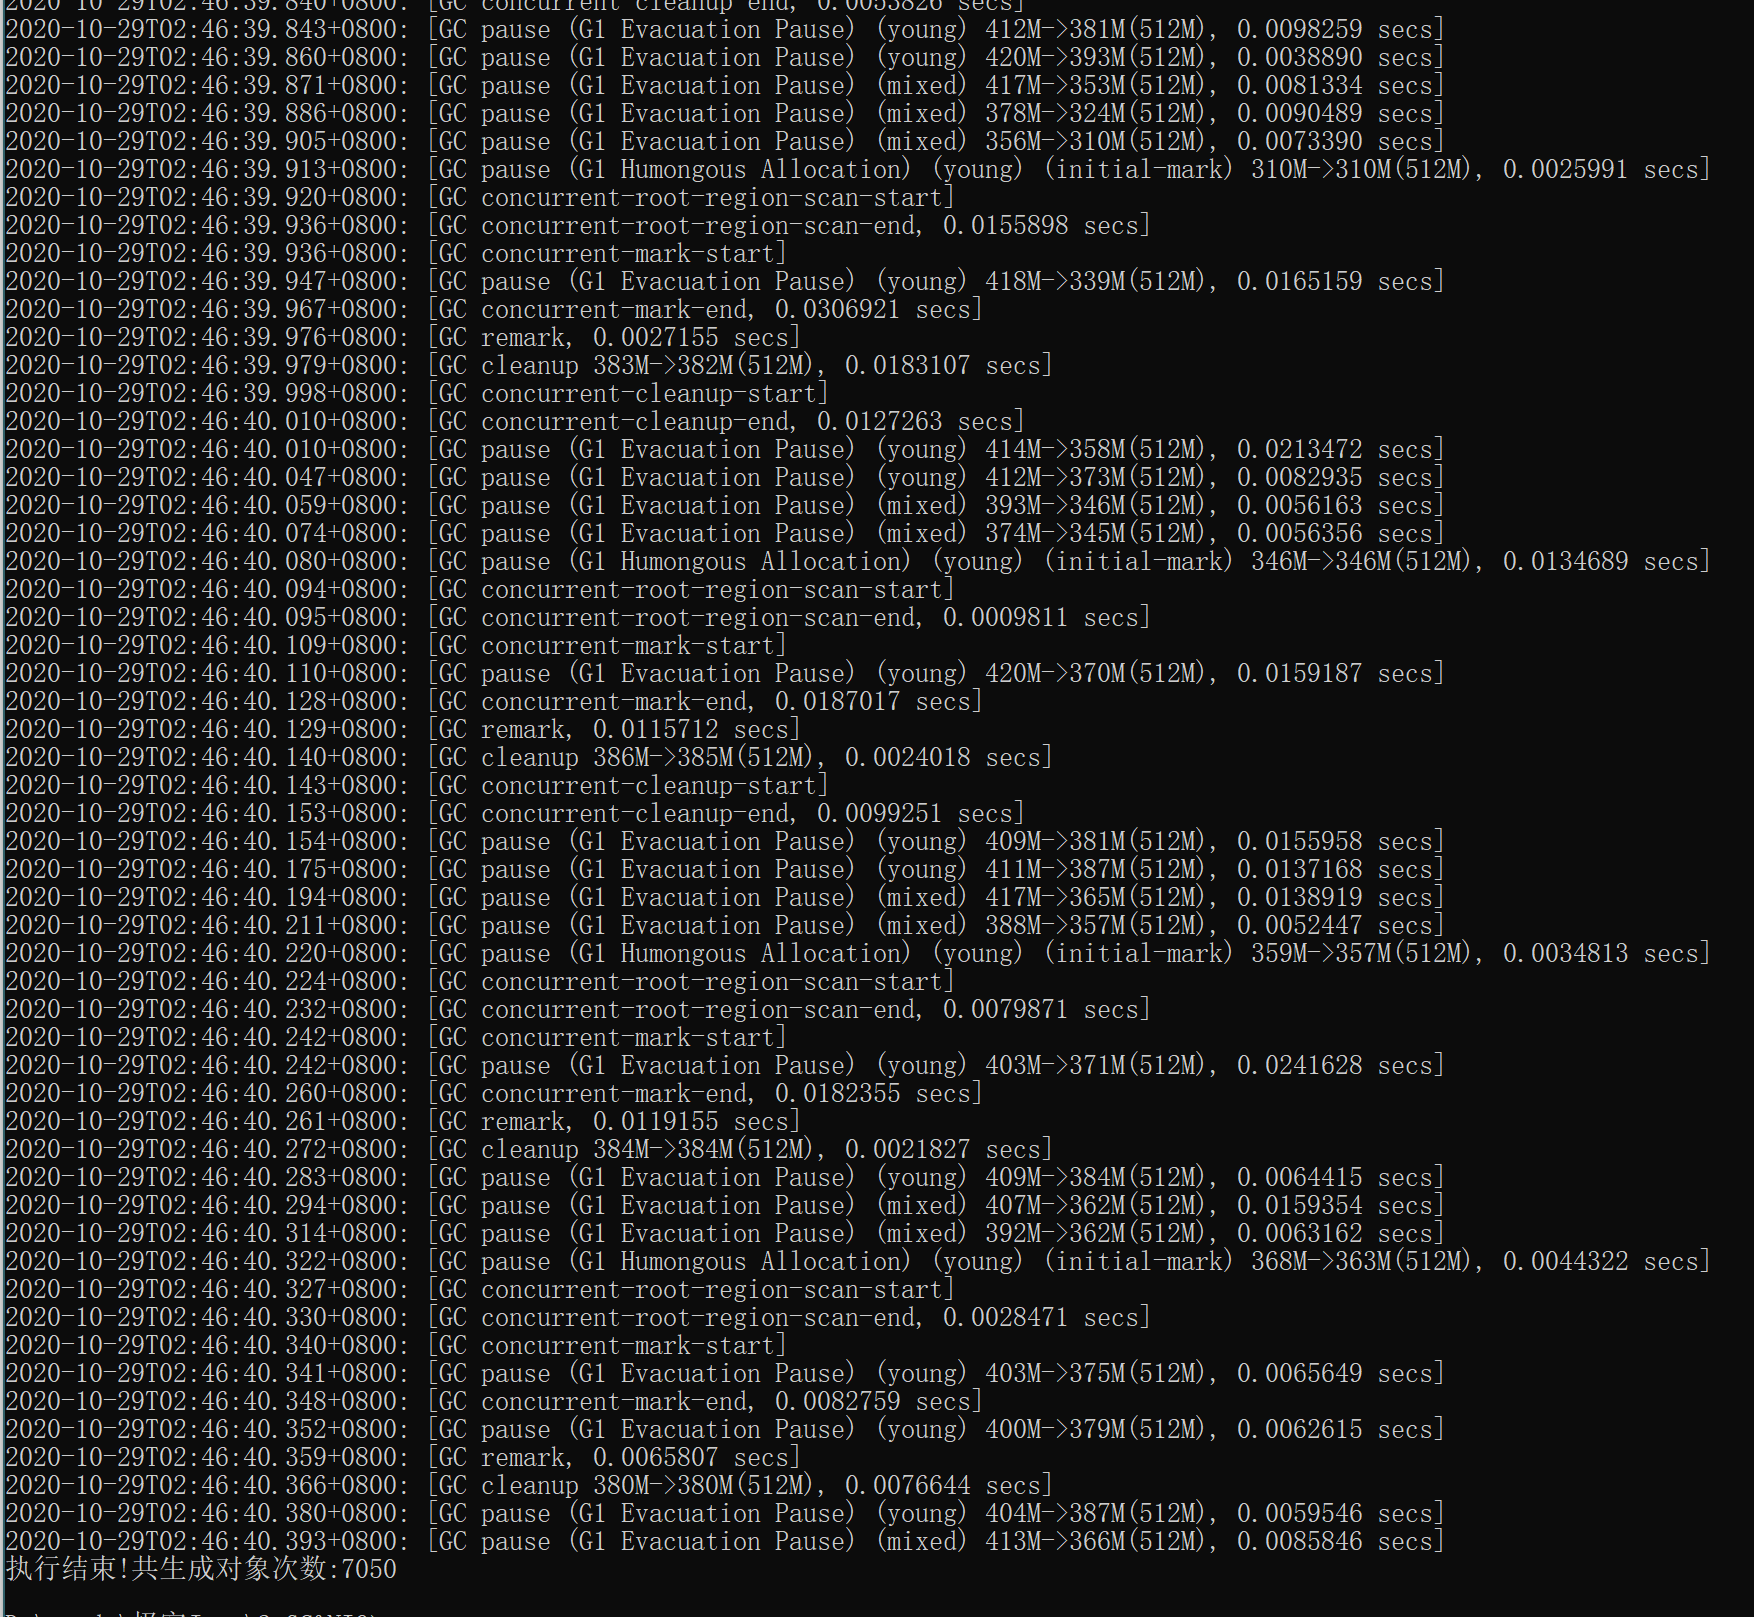 2020-10-29T02:46:39.840+0800: [GC concurrent-cleanup-end, 0.0053826 secs]
2020-10-29T02:46:39.843+0800: [GC pause (G1 Evacuation Pause) (young) 412M->381M(512M), 0.0098259 secs]
2020-10-29T02:46:39.860+0800: [GC pause (G1 Evacuation Pause) (young) 420M->393M(512M), 0.0038890 secs]
2020-10-29T02:46:39.871+0800: [GC pause (G1 Evacuation Pause) (mixed) 417M->353M(512M), 0.0081334 secs]
2020-10-29T02:46:39.886+0800: [GC pause (G1 Evacuation Pause) (mixed) 378M->324M(512M), 0.0090489 secs]
2020-10-29T02:46:39.905+0800: [GC pause (G1 Evacuation Pause) (mixed) 356M->310M(512M), 0.0073390 secs]
2020-10-29T02:46:39.913+0800: [GC pause (G1 Humongous Allocation) (young) (initial-mark) 310M->310M(512M), 0.0025991 secs]
2020-10-29T02:46:39.920+0800: [GC concurrent-root-region-scan-start]
2020-10-29T02:46:39.936+0800: [GC concurrent-root-region-scan-end, 0.0155898 secs]
2020-10-29T02:46:39.936+0800: [GC concurrent-mark-start]
2020-10-29T02:46:39.947+0800: [GC pause (G1 Evacuation Pause) (young) 418M->339M(512M), 0.0165159 secs]
2020-10-29T02:46:39.967+0800: [GC concurrent-mark-end, 0.0306921 secs]
2020-10-29T02:46:39.976+0800: [GC remark, 0.0027155 secs]
2020-10-29T02:46:39.979+0800: [GC cleanup 383M->382M(512M), 0.0183107 secs]
2020-10-29T02:46:39.998+0800: [GC concurrent-cleanup-start]
2020-10-29T02:46:40.010+0800: [GC concurrent-cleanup-end, 0.0127263 secs]
2020-10-29T02:46:40.010+0800: [GC pause (G1 Evacuation Pause) (young) 414M->358M(512M), 0.0213472 secs]
2020-10-29T02:46:40.047+0800: [GC pause (G1 Evacuation Pause) (young) 412M->373M(512M), 0.0082935 secs]
2020-10-29T02:46:40.059+0800: [GC pause (G1 Evacuation Pause) (mixed) 393M->346M(512M), 0.0056163 secs]
2020-10-29T02:46:40.074+0800: [GC pause (G1 Evacuation Pause) (mixed) 374M->345M(512M), 0.0056356 secs]
2020-10-29T02:46:40.080+0800: [GC pause (G1 Humongous Allocation) (young) (initial-mark) 346M->346M(512M), 0.0134689 secs]
2020-10-29T02:46:40.094+0800: [GC concurrent-root-region-scan-start]
2020-10-29T02:46:40.095+0800: [GC concurrent-root-region-scan-end, 0.0009811 secs]
2020-10-29T02:46:40.109+0800: [GC concurrent-mark-start]
2020-10-29T02:46:40.110+0800: [GC pause (G1 Evacuation Pause) (young) 420M->370M(512M), 0.0159187 secs]
2020-10-29T02:46:40.128+0800: [GC concurrent-mark-end, 0.0187017 secs]
2020-10-29T02:46:40.129+0800: [GC remark, 0.0115712 secs]
2020-10-29T02:46:40.140+0800: [GC cleanup 386M->385M(512M), 0.0024018 secs]
2020-10-29T02:46:40.143+0800: [GC concurrent-cleanup-start]
2020-10-29T02:46:40.153+0800: [GC concurrent-cleanup-end, 0.0099251 secs]
2020-10-29T02:46:40.154+0800: [GC pause (G1 Evacuation Pause) (young) 409M->381M(512M), 0.0155958 secs]
2020-10-29T02:46:40.175+0800: [GC pause (G1 Evacuation Pause) (young) 411M->387M(512M), 0.0137168 secs]
2020-10-29T02:46:40.194+0800: [GC pause (G1 Evacuation Pause) (mixed) 417M->365M(512M), 0.0138919 secs]
2020-10-29T02:46:40.211+0800: [GC pause (G1 Evacuation Pause) (mixed) 388M->357M(512M), 0.0052447 secs]
2020-10-29T02:46:40.220+0800: [GC pause (G1 Humongous Allocation) (young) (initial-mark) 359M->357M(512M), 0.0034813 secs]
2020-10-29T02:46:40.224+0800: [GC concurrent-root-region-scan-start]
2020-10-29T02:46:40.232+0800: [GC concurrent-root-region-scan-end, 0.0079871 secs]
2020-10-29T02:46:40.242+0800: [GC concurrent-mark-start]
2020-10-29T02:46:40.242+0800: [GC pause (G1 Evacuation Pause) (young) 403M->371M(512M), 0.0241628 secs]
2020-10-29T02:46:40.260+0800: [GC concurrent-mark-end, 0.0182355 secs]
2020-10-29T02:46:40.261+0800: [GC remark, 0.0119155 secs]
2020-10-29T02:46:40.272+0800: [GC cleanup 384M->384M(512M), 0.0021827 secs]
2020-10-29T02:46:40.283+0800: [GC pause (G1 Evacuation Pause) (young) 409M->384M(512M), 0.0064415 secs]
2020-10-29T02:46:40.294+0800: [GC pause (G1 Evacuation Pause) (mixed) 407M->362M(512M), 0.0159354 secs]
2020-10-29T02:46:40.314+0800: [GC pause (G1 Evacuation Pause) (mixed) 392M->362M(512M), 0.0063162 secs]
2020-10-29T02:46:40.322+0800: [GC pause (G1 Humongous Allocation) (young) (initial-mark) 368M->363M(512M), 0.0044322 secs]
2020-10-29T02:46:40.327+0800: [GC concurrent-root-region-scan-start]
2020-10-29T02:46:40.330+0800: [GC concurrent-root-region-scan-end, 0.0028471 secs]
2020-10-29T02:46:40.340+0800: [GC concurrent-mark-start]
2020-10-29T02:46:40.341+0800: [GC pause (G1 Evacuation Pause) (young) 403M->375M(512M), 0.0065649 secs]
2020-10-29T02:46:40.348+0800: [GC concurrent-mark-end, 0.0082759 secs]
2020-10-29T02:46:40.352+0800: [GC pause (G1 Evacuation Pause) (young) 400M->379M(512M), 0.0062615 secs]
2020-10-29T02:46:40.359+0800: [GC remark, 0.0065807 secs]
2020-10-29T02:46:40.366+0800: [GC cleanup 380M->380M(512M), 0.0076644 secs]
2020-10-29T02:46:40.380+0800: [GC pause (G1 Evacuation Pause) (young) 404M->387M(512M), 0.0059546 secs]
2020-10-29T02:46:40.393+0800: [GC pause (G1 Evacuation Pause) (mixed) 413M->366M(512M), 0.0085846 secs]
执行结束!共生成对象次数:7050